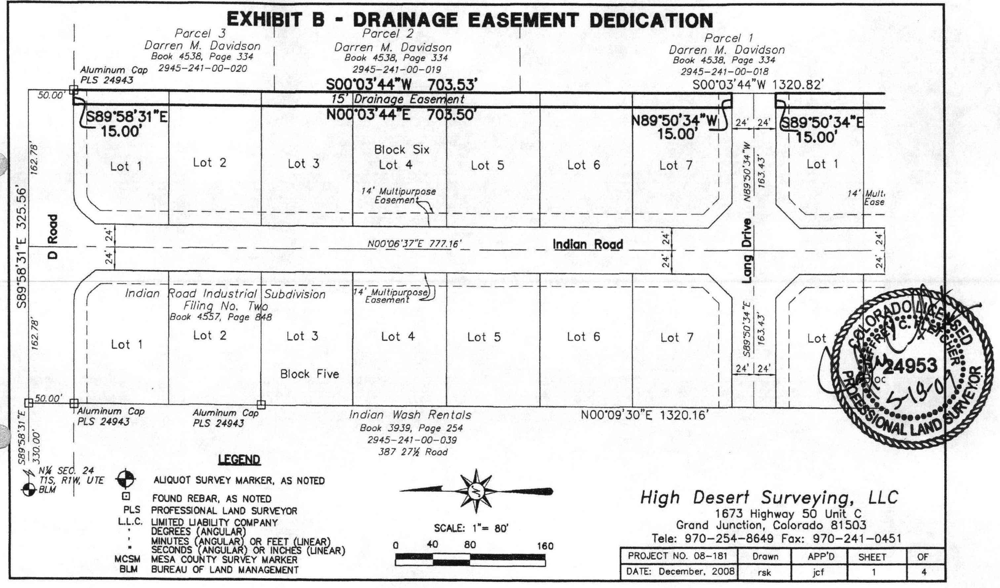 EXHIBIT B - DRAINAGE EASEMENT DEDICATION
Parcel 3
Darren M. Davidson
Book 4538, Page 334
2945-241-00-020
Parcel 2
Darren M. Davidson
Book 4538, Page 334
2945-241-00-019
Parcel 1
Darren M. Davidson
Book 4538, Page 334
2945-241-00-018
Aluminum Cap
PLS 24943
S00°03'44"W 703.53'
S00°03'44"W 1320.82'
50.00'
15' Drainage Easement
N00°03'44"E 703.50'
S89°58'31"E
15.00'
N89°50'34"W
15.00'
24' 24'
S89°50'34"E
15.00'
162.78'
Block Six
Lot 1
Lot 2
Lot 3
Lot 4
Lot 5
Lot 6
Lot 7
Lot 1
N89°50'34"W
163.43'
14' Multipurpose
Easement
14' Mult
Ease
S89°58'31"E 325.56'
D Road
24'
24'
N00°06'37"E 777.16'
Indian Road
24'
24'
Lang Drive
24'
24'
Indian Road Industrial Subdivision
Filing No. Two
Book 4557, Page 848
14' Multipurpose
Easement
162.78'
Lot 1
Lot 2
Lot 3
Lot 4
Lot 5
Lot 6
Lot 7
Lot
S89°50'34"E
163.43'
24' 24'
Block Five
COLORADO LICENSED
JEFFREY C. FLETCHER
24953
5-19-09
PROFESSIONAL LAND SURVEYOR
50.00'
Aluminum Cap
PLS 24943
Aluminum Cap
PLS 24943
Indian Wash Rentals
Book 3939, Page 254
2945-241-00-039
387 27½ Road
N00°09'30"E 1320.16'
S89°58'31"E
330.00'
N¼ SEC. 24
T1S, R1W, UTE
BLM
LEGEND
ALIQUOT SURVEY MARKER, AS NOTED
FOUND REBAR, AS NOTED
PLS PROFESSIONAL LAND SURVEYOR
L.L.C. LIMITED LIABILITY COMPANY
° DEGREES (ANGULAR)
' MINUTES (ANGULAR) OR FEET (LINEAR)
" SECONDS (ANGULAR) OR INCHES (LINEAR)
MCSM MESA COUNTY SURVEY MARKER
BLM BUREAU OF LAND MANAGEMENT
N
SCALE: 1"= 80'
0 40 80 160
High Desert Surveying, LLC
1673 Highway 50 Unit C
Grand Junction, Colorado 81503
Tele: 970-254-8649 Fax: 970-241-0451
PROJECT NO. 08-181 Drawn APP'D SHEET OF
DATE: December, 2008 rsk jcf 1 4